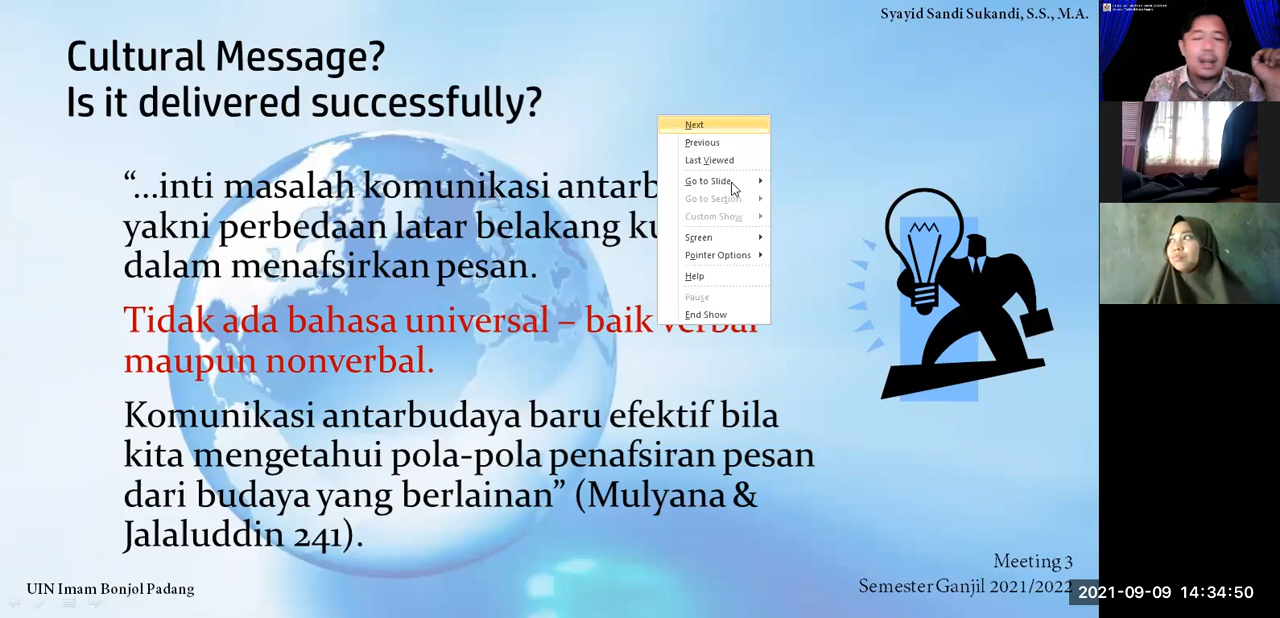 Syayid Sandi Sukandi, S.S., M.A.
Cultural Message?
Is it delivered successfully?
“...inti masalah komunikasi
yakni perbedaan latar belakang
dalam menafsirkan pesan.
Tidak ada bahasa universal – baik verbal
maupun nonverbal.
Komunikasi antarbudaya baru efektif bila
kita mengetahui pola-pola penafsiran pesan
dari budaya yang berlainan” (Mulyana &
Jalaluddin 241).
Next
Previous
Last Viewed
Go to Slide
Go to Section
Custom Show
Screen
Pointer Options
Help
Pause
End Show
UIN Imam Bonjol Padang
Meeting 3
Semester Ganjil 2021/2022
2021-09-09 14:34:50